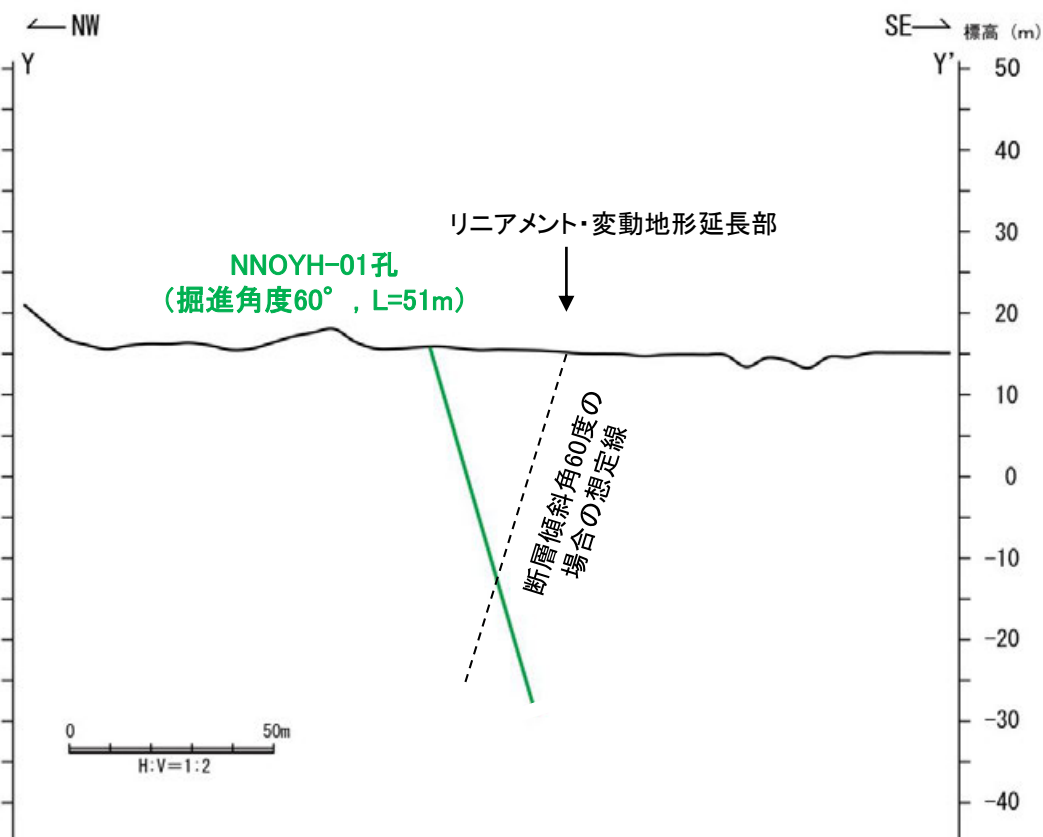 NW
SE
標高（m）
Y
Y'
50
40
30
20
10
0
-10
-20
-30
-40
リニアメント・変動地形延長部
NNOYH-01孔
（掘進角度60°，L=51m）
断層傾斜角60度の
場合の想定線
0
50m
H:V=1:2